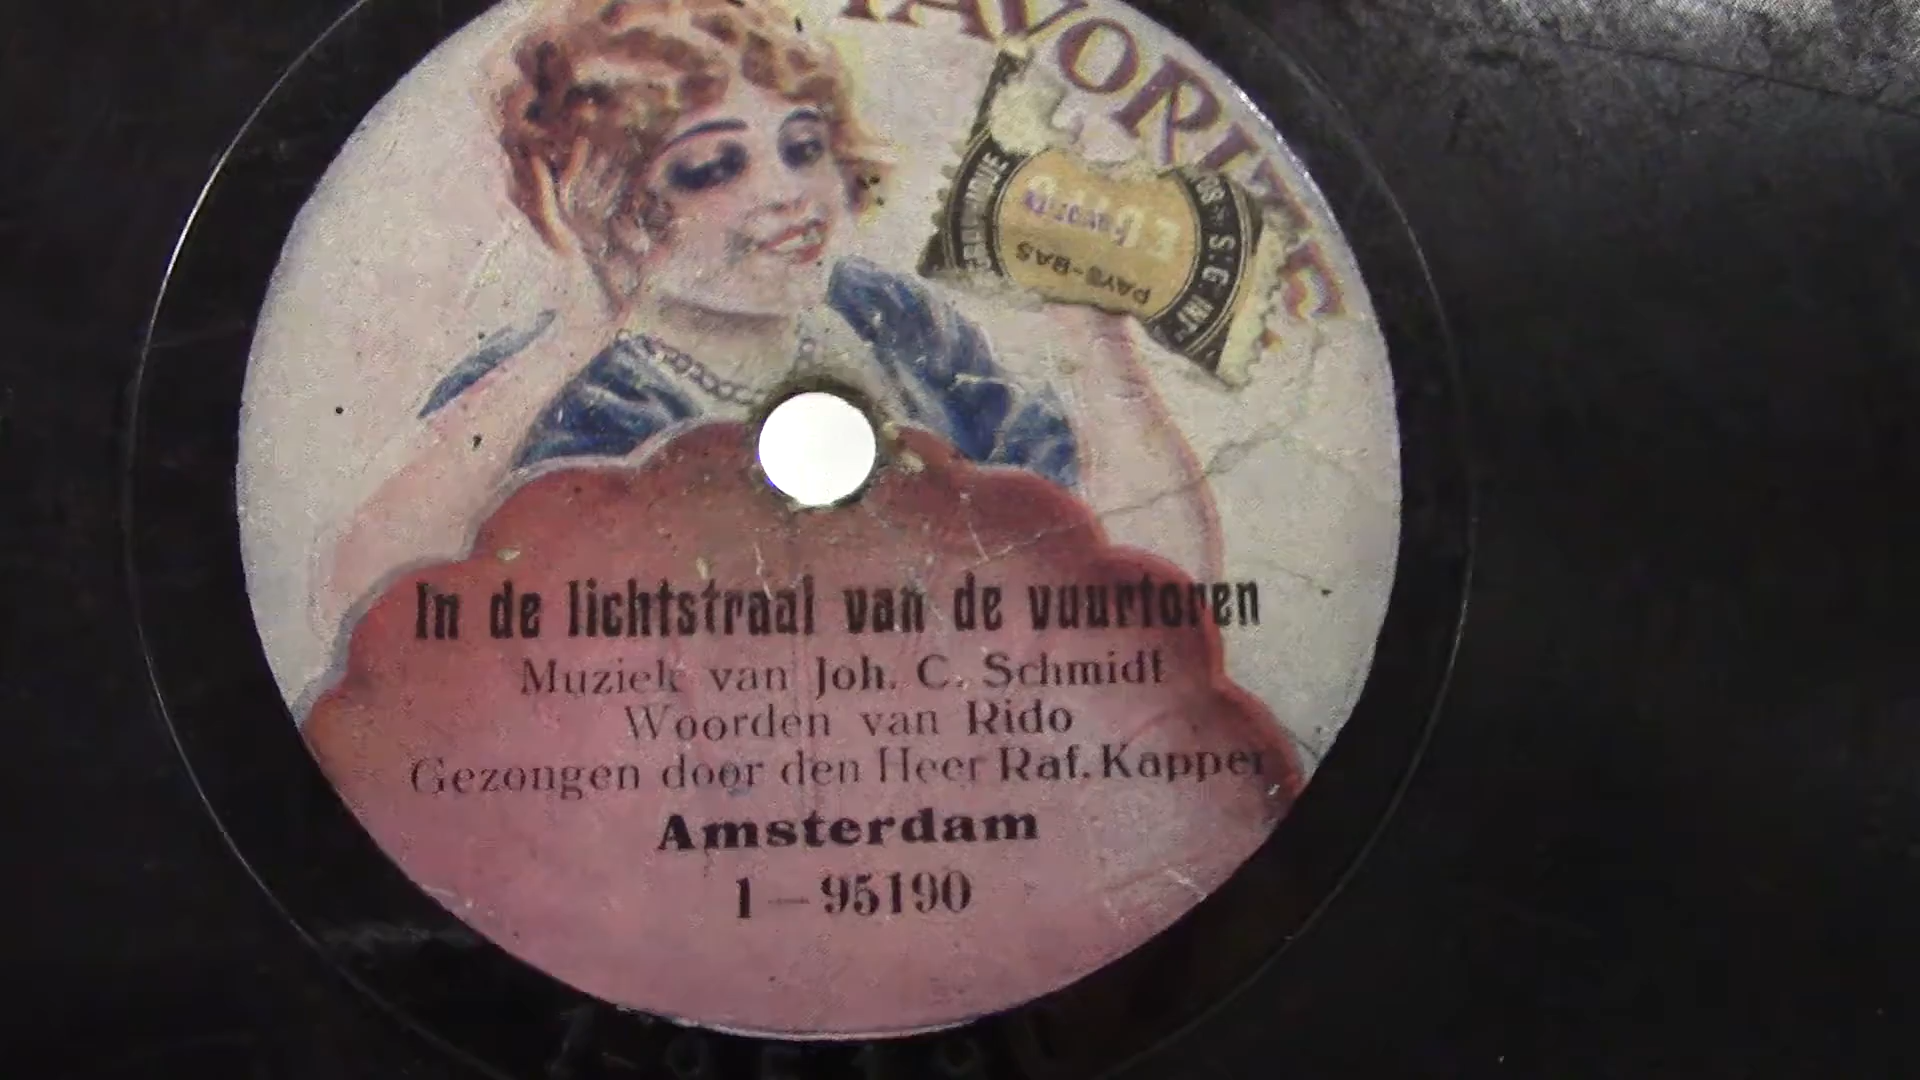 FAVORITE
PAYS-BAS
Favorite
In de lichtstraal van de vuurtoren
Muziek van Joh. C. Schmidt
Woorden van Rido
Gezongen door den Heer Raf. Kapper
Amsterdam
1 — 95190